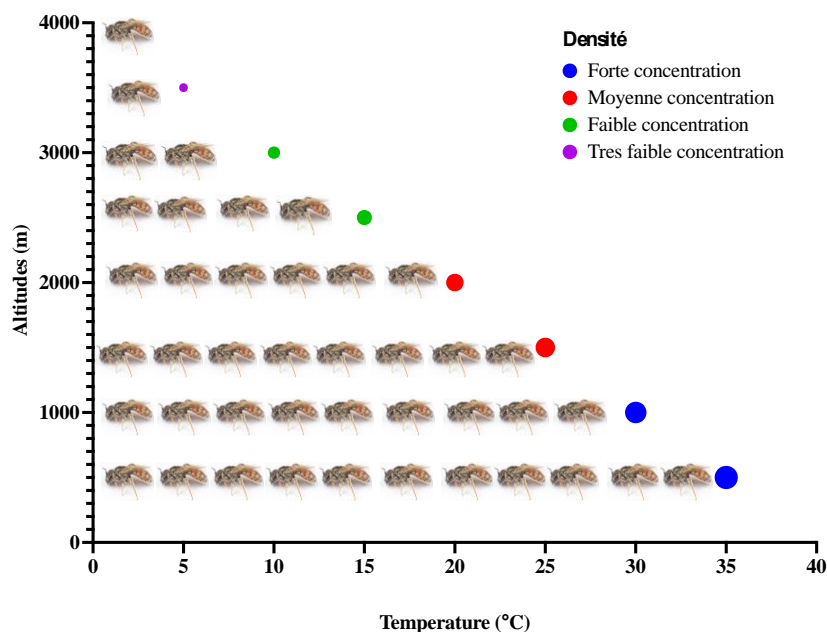 4000
3000
2000
1000
0
Altitudes (m)
0 5 10 15 20 25 30 35 40
Temperature (°C)
Densité
Forte concentration
Moyenne concentration
Faible concentration
Tres faible concentration